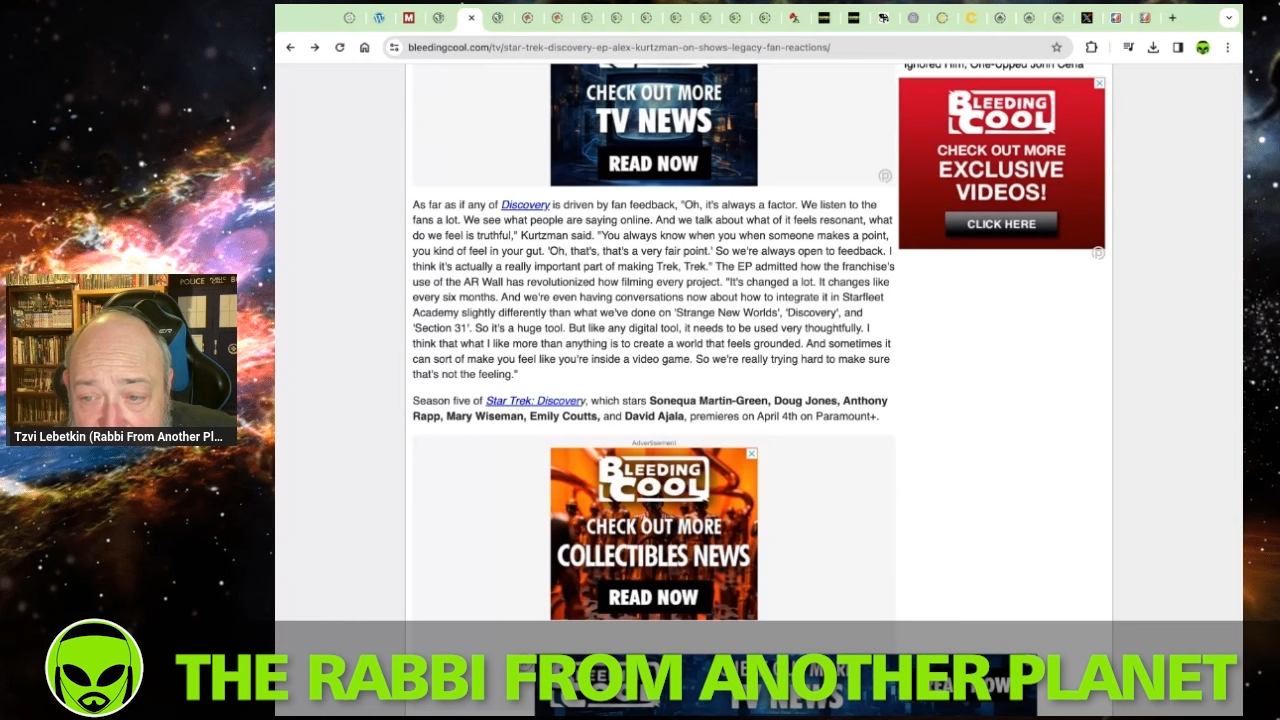 bleedingcool.com/tv/star-trek-discovery-ep-alex-kurtzman-on-shows-legacy-fan-reactions/
Ignored Film, One-Upped John Cena
CHECK OUT MORE
TV NEWS
READ NOW
BLEEDING
COOL
CHECK OUT MORE
EXCLUSIVE
VIDEOS!
CLICK HERE
As far as if any of Discovery is driven by fan feedback, "Oh, it's always a factor. We listen to the
fans a lot. We see what people are saying online. And we talk about what of it feels resonant, what
do we feel is truthful," Kurtzman said. "You always know when you when someone makes a point,
you kind of feel in your gut. 'Oh, that's, that's a very fair point.' So we're always open to feedback. I
think it's actually a really important part of making Trek, Trek." The EP admitted how the franchise's
use of the AR Wall has revolutionized how filming every project. "It's changed a lot. It changes like
every six months. And we're even having conversations now about how to integrate it in Starfleet
Academy slightly differently than what we've done on 'Strange New Worlds', 'Discovery', and
'Section 31'. So it's a huge tool. But like any digital tool, it needs to be used very thoughtfully. I
think that what I like more than anything is to create a world that feels grounded. And sometimes it
can sort of make you feel like you're inside a video game. So we're really trying hard to make sure
that's not the feeling."
Season five of Star Trek: Discovery, which stars Sonequa Martin-Green, Doug Jones, Anthony
Rapp, Mary Wiseman, Emily Coutts, and David Ajala, premieres on April 4th on Paramount+.
Advertisement
BLEEDING
COOL
CHECK OUT MORE
COLLECTIBLES NEWS
READ NOW
POLICE
Tzvi Lebetkin (Rabbi From Another Pl...
THE RABBI FROM ANOTHER PLANET
TV NEWS